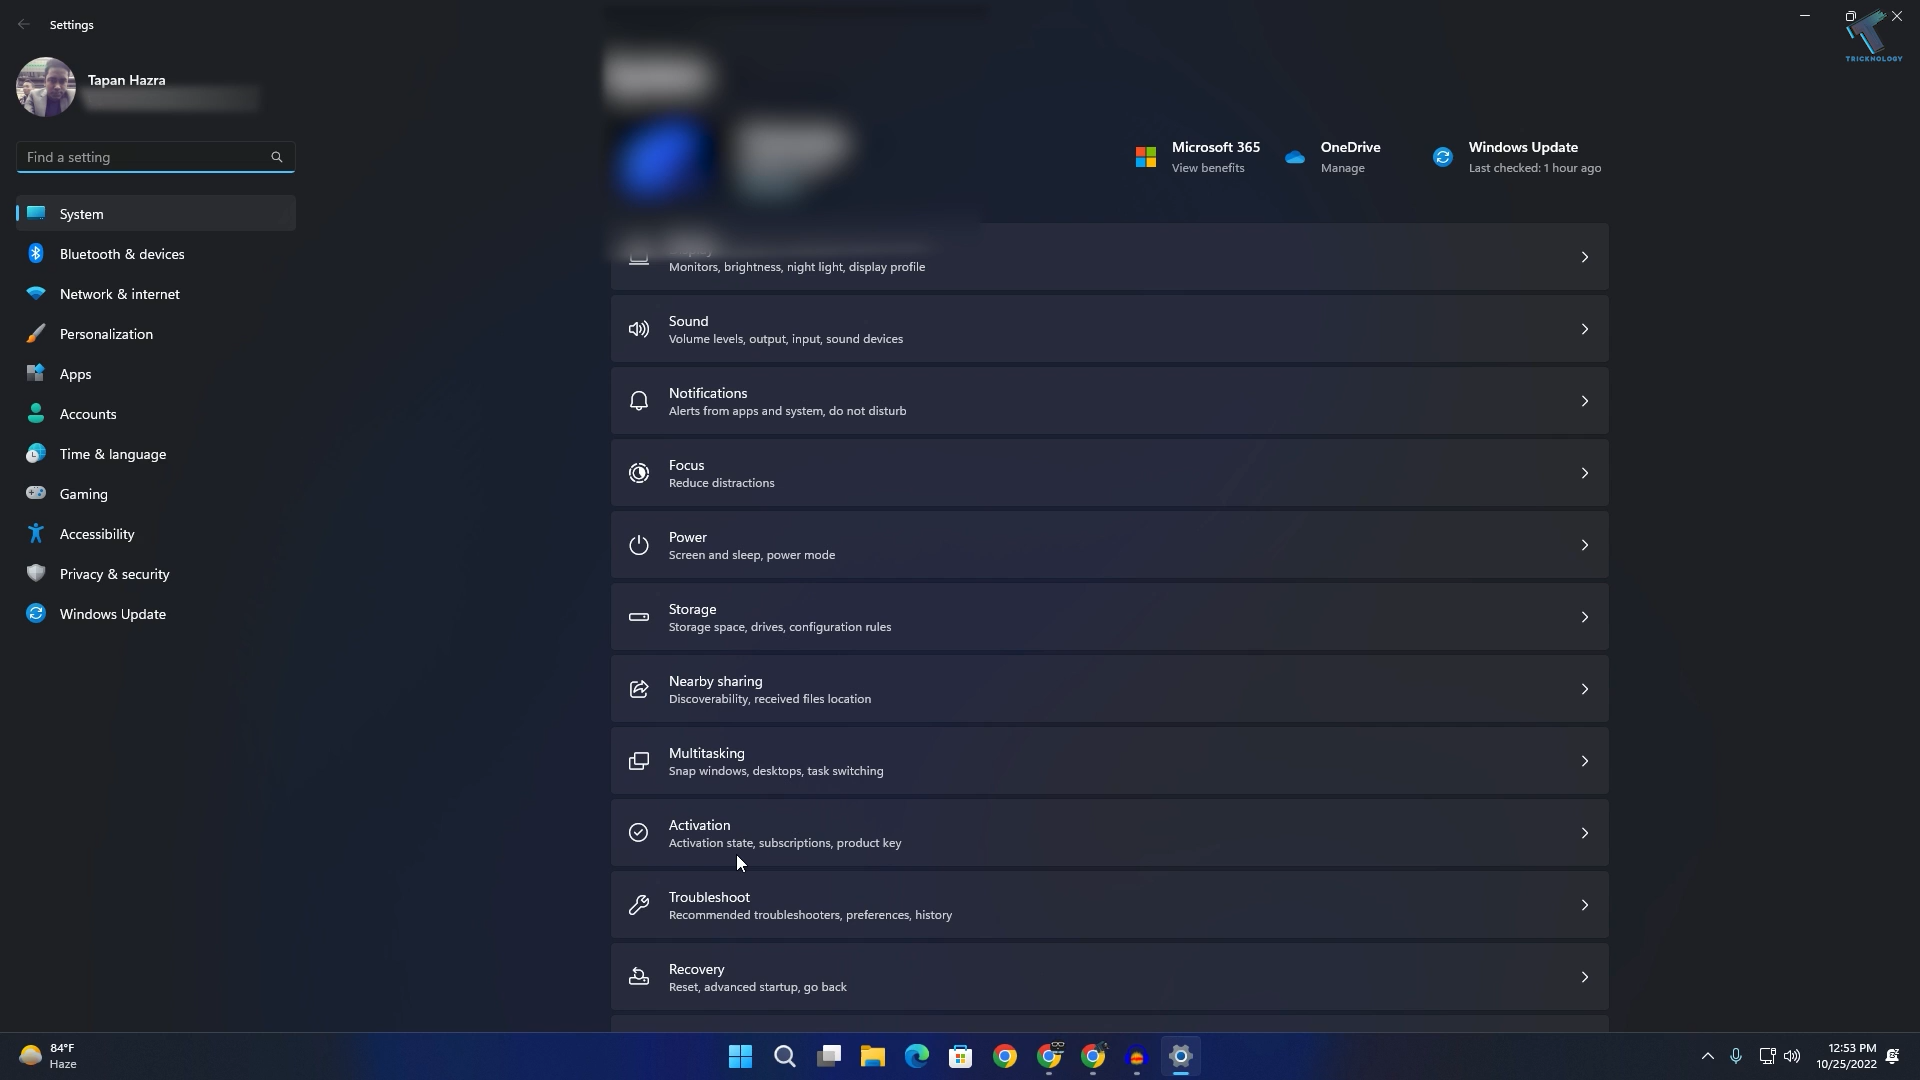 Settings
Tapan Hazra
Find a setting
System
Bluetooth & devices
Network & internet
Personalization
Apps
Accounts
Time & language
Gaming
Accessibility
Privacy & security
Windows Update
Microsoft 365
View benefits
OneDrive
Manage
Windows Update
Last checked: 1 hour ago
TRICKNOLOGY
Monitors, brightness, night light, display profile
Sound
Volume levels, output, input, sound devices
Notifications
Alerts from apps and system, do not disturb
Focus
Reduce distractions
Power
Screen and sleep, power mode
Storage
Storage space, drives, configuration rules
Nearby sharing
Discoverability, received files location
Multitasking
Snap windows, desktops, task switching
Activation
Activation state, subscriptions, product key
Troubleshoot
Recommended troubleshooters, preferences, history
Recovery
Reset, advanced startup, go back
84°F
Haze
12:53 PM
10/25/2022